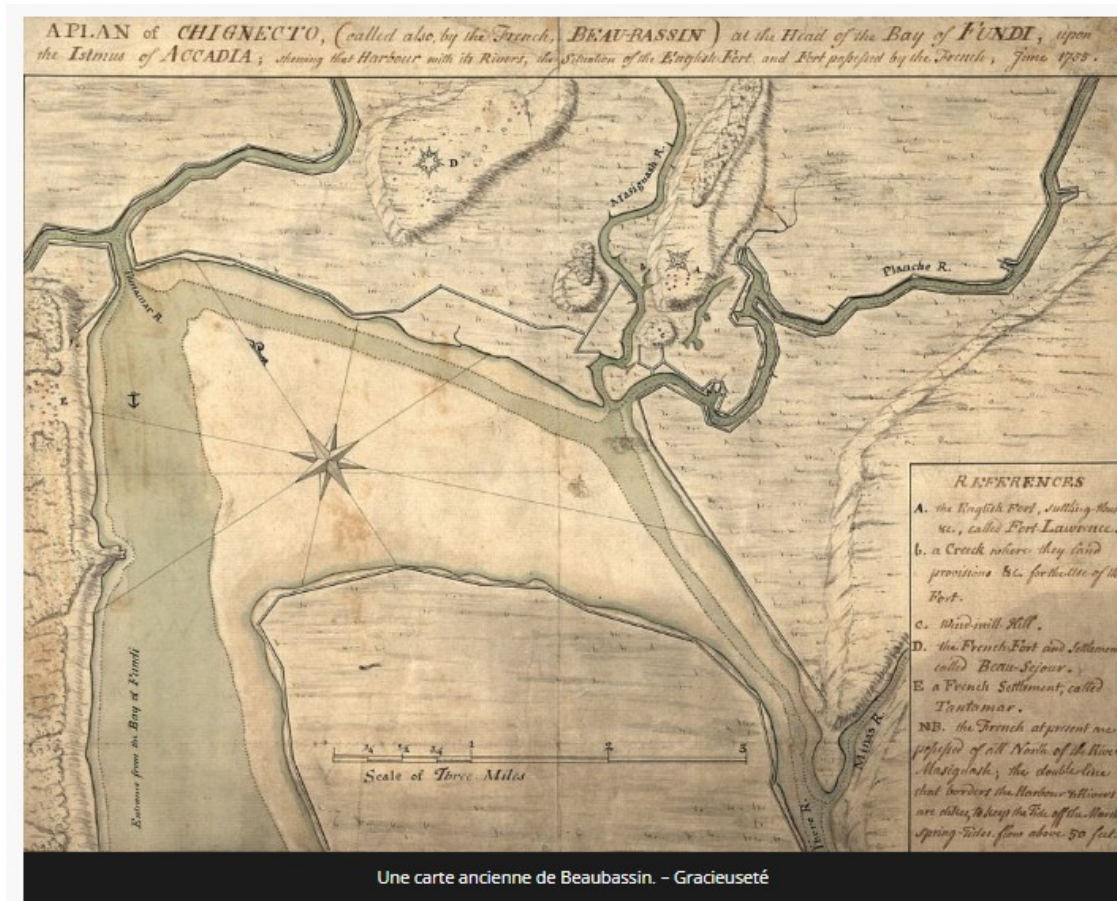 A PLAN of CHIGNECTO, (called also, by the French, BEAU-BASSIN) at the Head of the Bay of FUNDI, upon
the Istmus of ACCADIA; shewing that Harbour with its Rivers, the Situation of the English Fort and Fort possessed by the French, June 1755.
D
Masiguash R.
A
b
Planche R.
Tantamar R.
E
Entrance from the Bay of Fundi
1
2
3
Scale of Three Miles
Minas R.
R.
REFERENCES
A. the English Fort, suttling
&c., called Fort Lawrence.
b. a Creek where they land
provisions &c. for the Use of
Fort.
c. Wind-mill Hill.
D. the French Fort and
called Beau-Sejour.
E a French Settlement, called
Tantamar.
NB. the French at present are
possessed of all North of the
Masiguash; the double line
that borders the Harbour & Rivers
are dikes, to keep the Tide off the
Spring-Tides flow above 50 feet.
Une carte ancienne de Beaubassin. – Gracieuseté